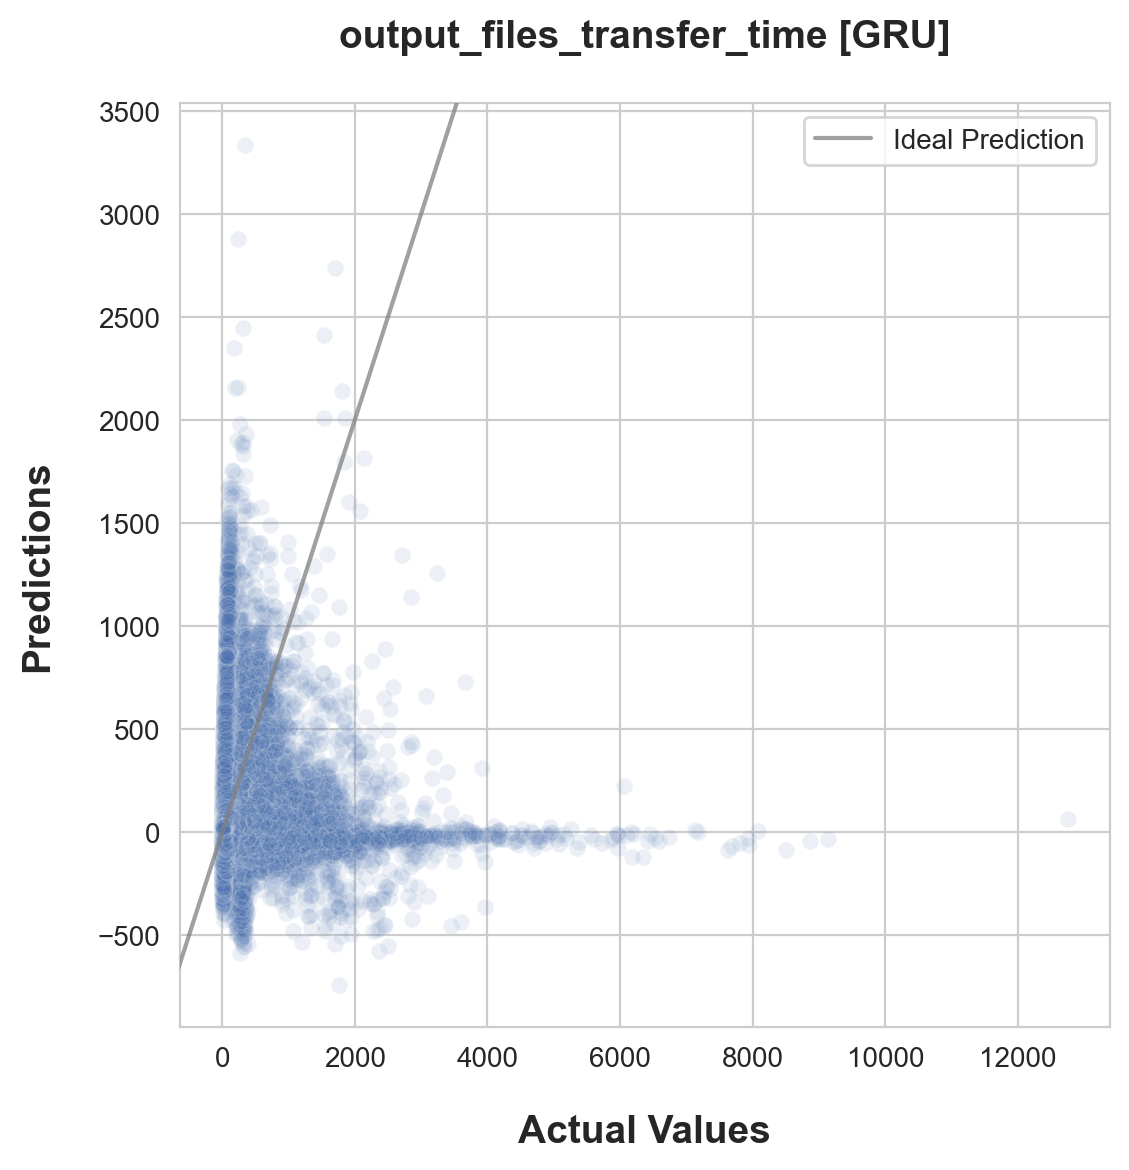 output_files_transfer_time [GRU]
Ideal Prediction
3500
3000
2500
2000
1500
1000
500
0
−500
Predictions
0 2000 4000 6000 8000 10000 12000
Actual Values